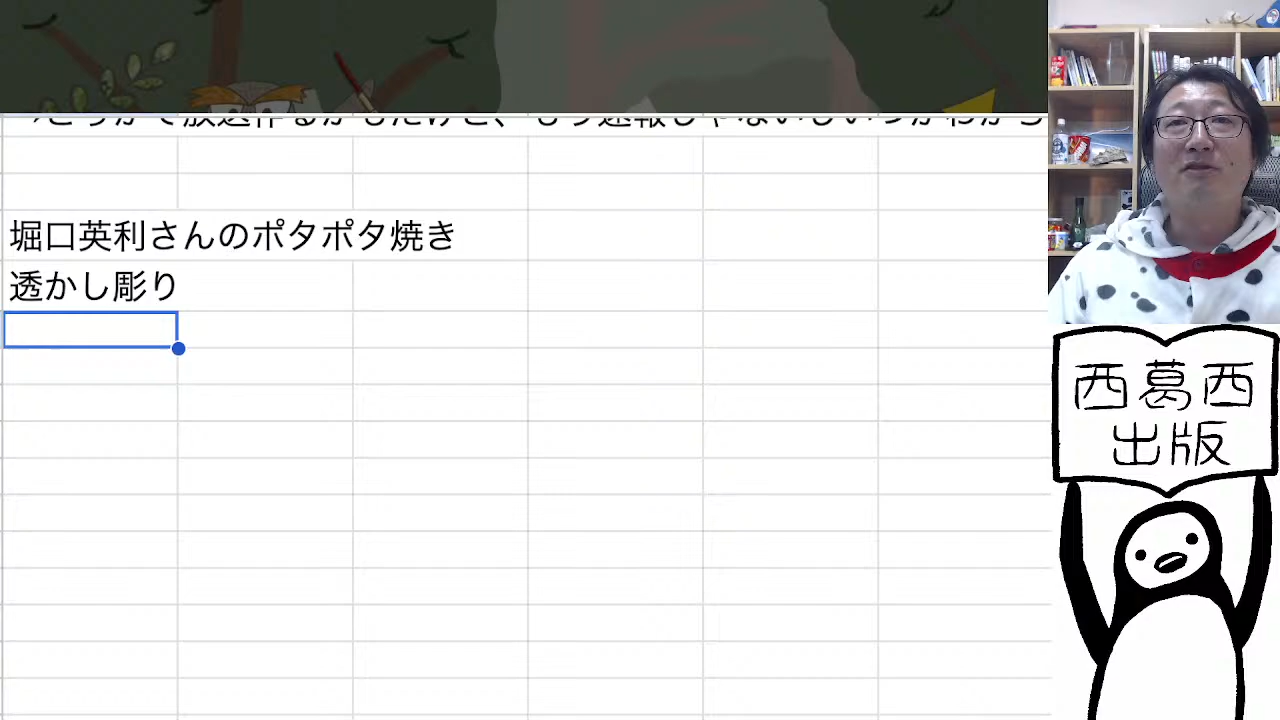 堀口英利さんのポタポタ焼き
透かし彫り
西葛西
出版